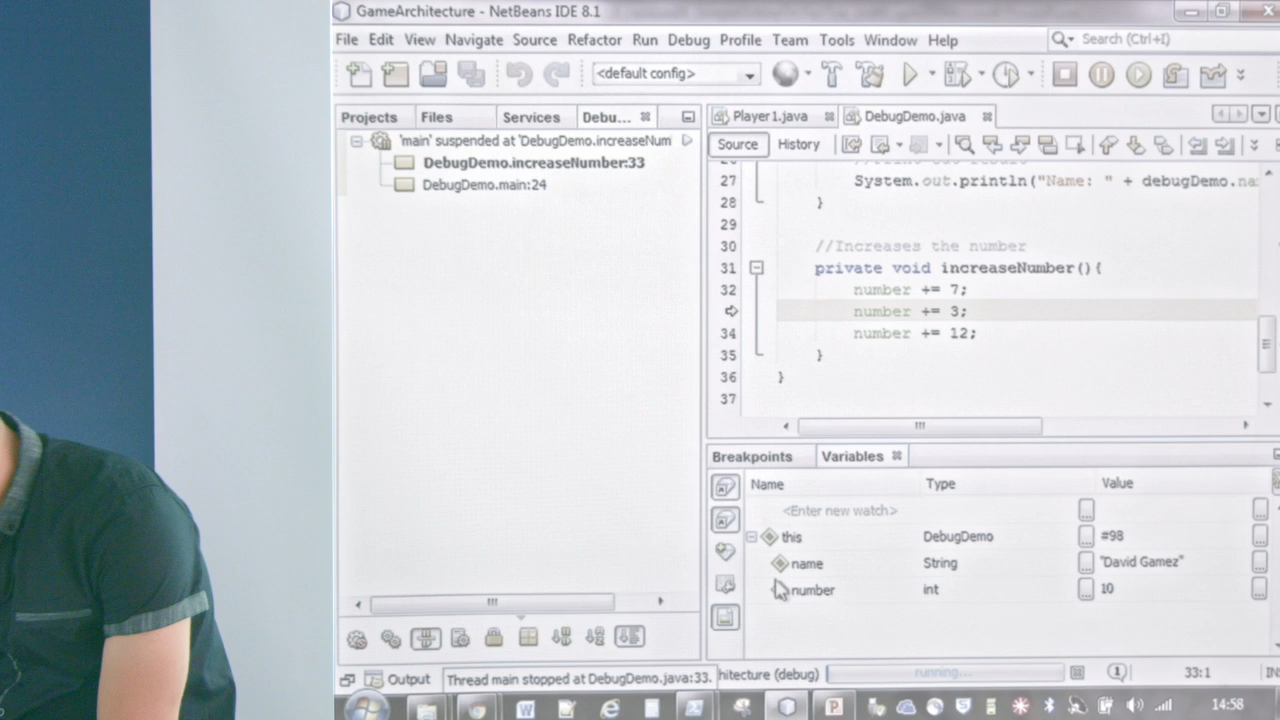 GameArchitecture - NetBeans IDE 8.1
File Edit View Navigate Source Refactor Run Debug Profile Team Tools Window Help
Search (Ctrl+I)
<default config>
Projects Files Services Debu...
'main' suspended at 'DebugDemo.increaseNum
DebugDemo.increaseNumber:33
DebugDemo.main:24
Player1.java DebugDemo.java
Source History
27 System.out.println("Name: " + debugDemo.na
28 }
29
30 //Increases the number
31 private void increaseNumber(){
32 number += 7;
number += 3;
34 number += 12;
35 }
36 }
37
Breakpoints Variables
Name Type Value
<Enter new watch>
this DebugDemo #98
name String "David Gamez"
number int 10
Output
Thread main stopped at DebugDemo.java:33.
hitecture (debug)
running...
33:1
14:58